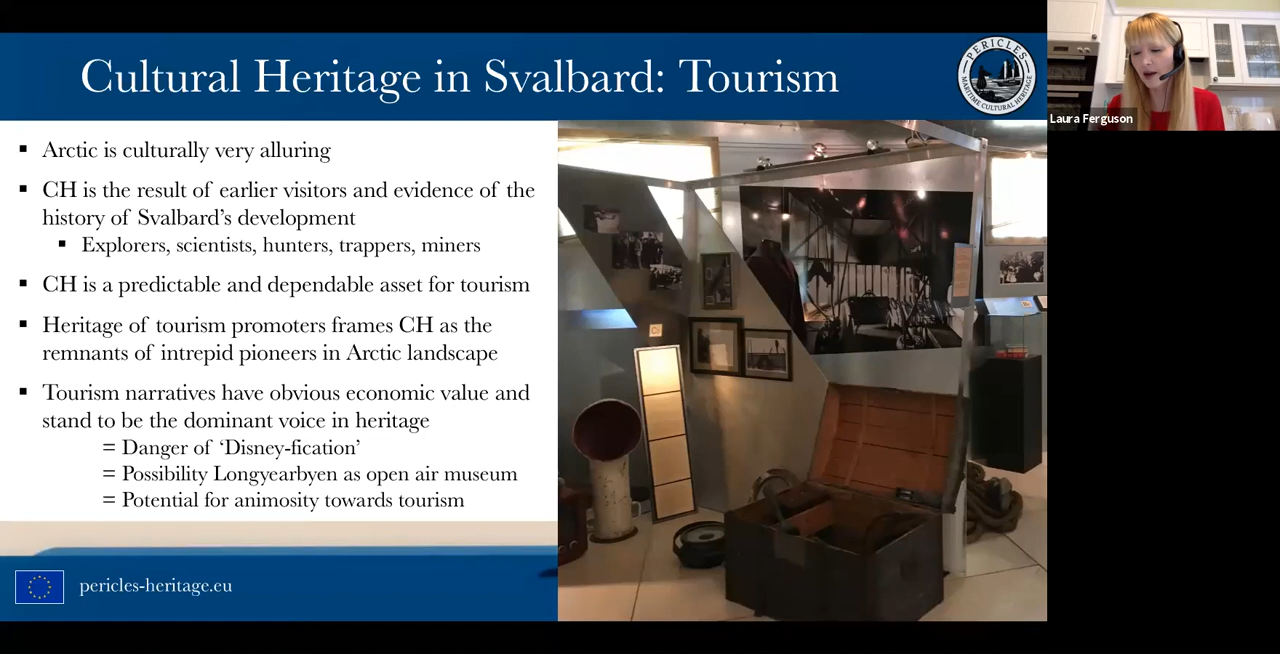 Cultural Heritage in Svalbard: Tourism
PERICLES
MARITIME CULTURAL HERITAGE
Laura Ferguson
▪ Arctic is culturally very alluring
▪ CH is the result of earlier visitors and evidence of the
history of Svalbard's development
▪ Explorers, scientists, hunters, trappers, miners
▪ CH is a predictable and dependable asset for tourism
▪ Heritage of tourism promoters frames CH as the
remnants of intrepid pioneers in Arctic landscape
▪ Tourism narratives have obvious economic value and
stand to be the dominant voice in heritage
= Danger of ‘Disney-fication’
= Possibility Longyearbyen as open air museum
= Potential for animosity towards tourism
pericles-heritage.eu